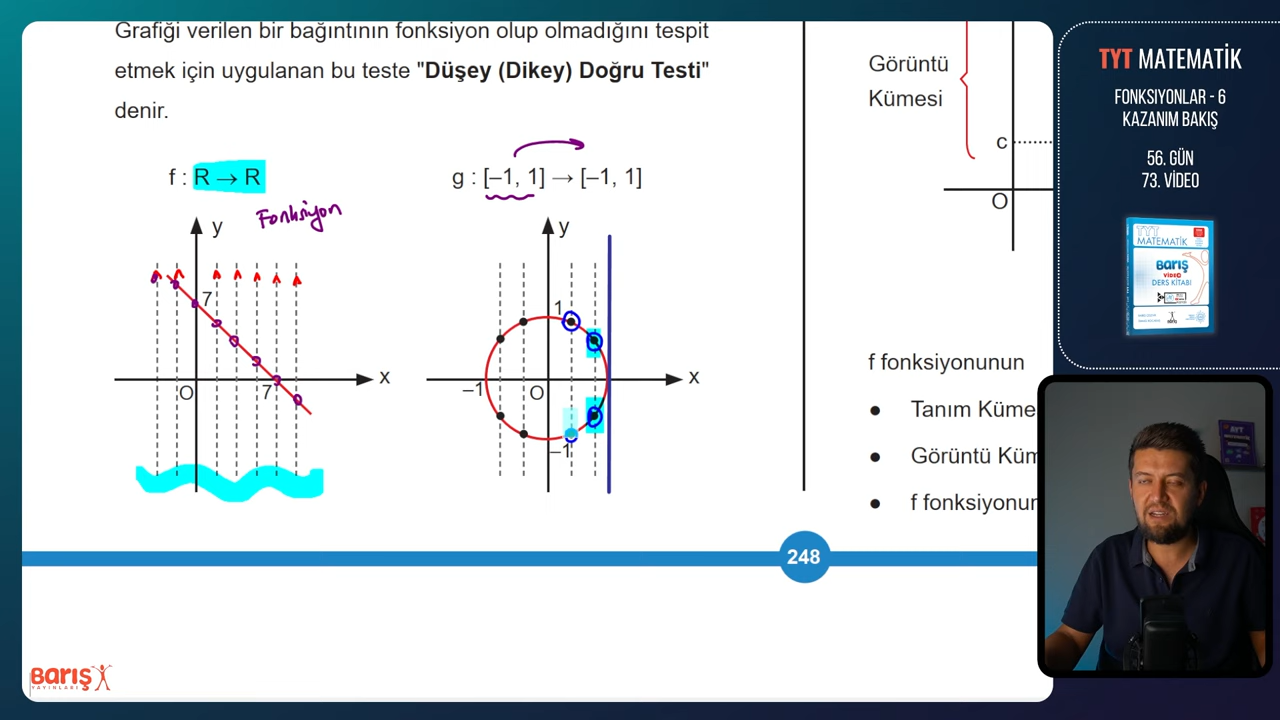 Grafiği verilen bir bağıntının fonksiyon olup olmadığını tespit
etmek için uygulanan bu teste "Düşey (Dikey) Doğru Testi"
denir.
f : R → R
Fonksiyon
y
7
O
7
x
g : [–1, 1] → [–1, 1]
y
1
–1
O
x
–1
Görüntü
Kümesi
c
O
f fonksiyonunun
● Tanım Küme
● Görüntü Küm
● f fonksiyonun
248
Barış
YAYINLARI
TYT MATEMATİK
FONKSIYONLAR - 6
KAZANIM BAKIŞ
56. GÜN
73. VİDEO
TYT
MATEMATİK
Barış
VİDEO
DERS KİTABI